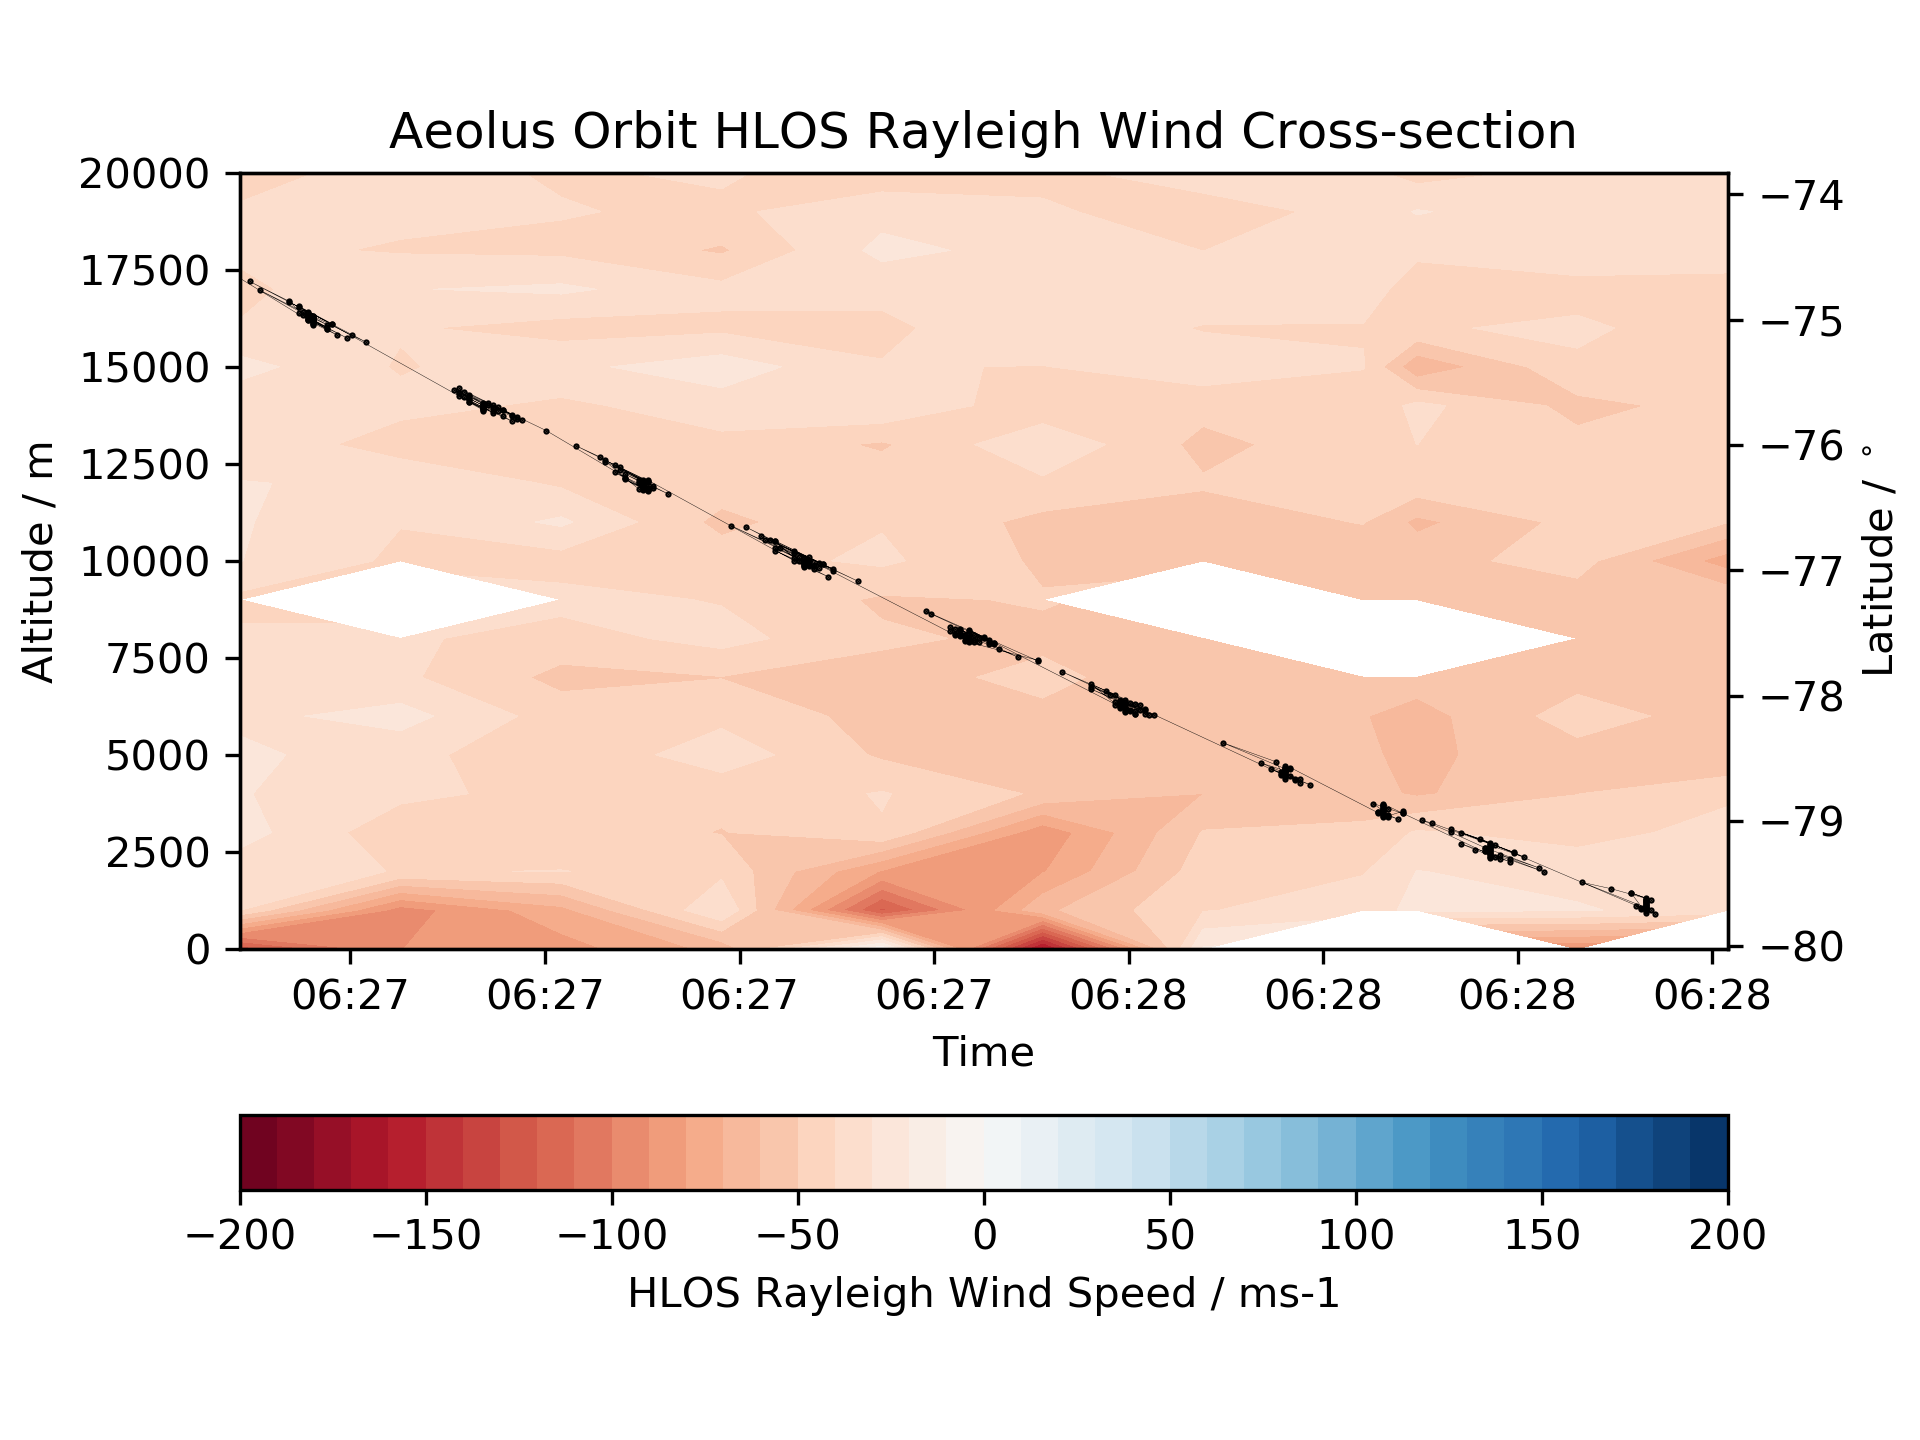 Aeolus Orbit HLOS Rayleigh Wind Cross-section
20000
17500
15000
12500
10000
7500
5000
2500
0
Altitude / m
−74
−75
−76
−77
−78
−79
−80
Latitude / °
06:27 06:27 06:27 06:27 06:28 06:28 06:28 06:28
Time
−200 −150 −100 −50 0 50 100 150 200
HLOS Rayleigh Wind Speed / ms-1